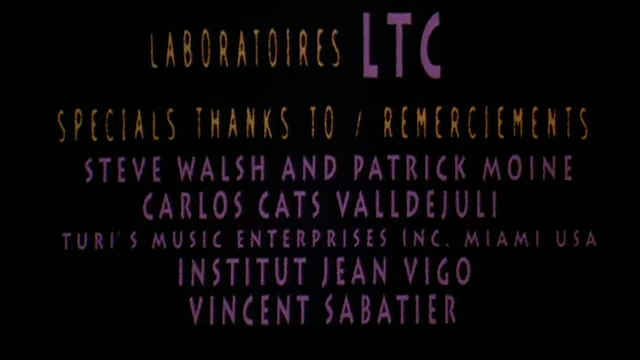 LABORATOIRES LTC
SPECIALS THANKS TO / REMERCIEMENTS
STEVE WALSH AND PATRICK MOINE
CARLOS CATS VALLDEJULI
TURI'S MUSIC ENTERPRISES INC. MIAMI USA
INSTITUT JEAN VIGO
VINCENT SABATIER